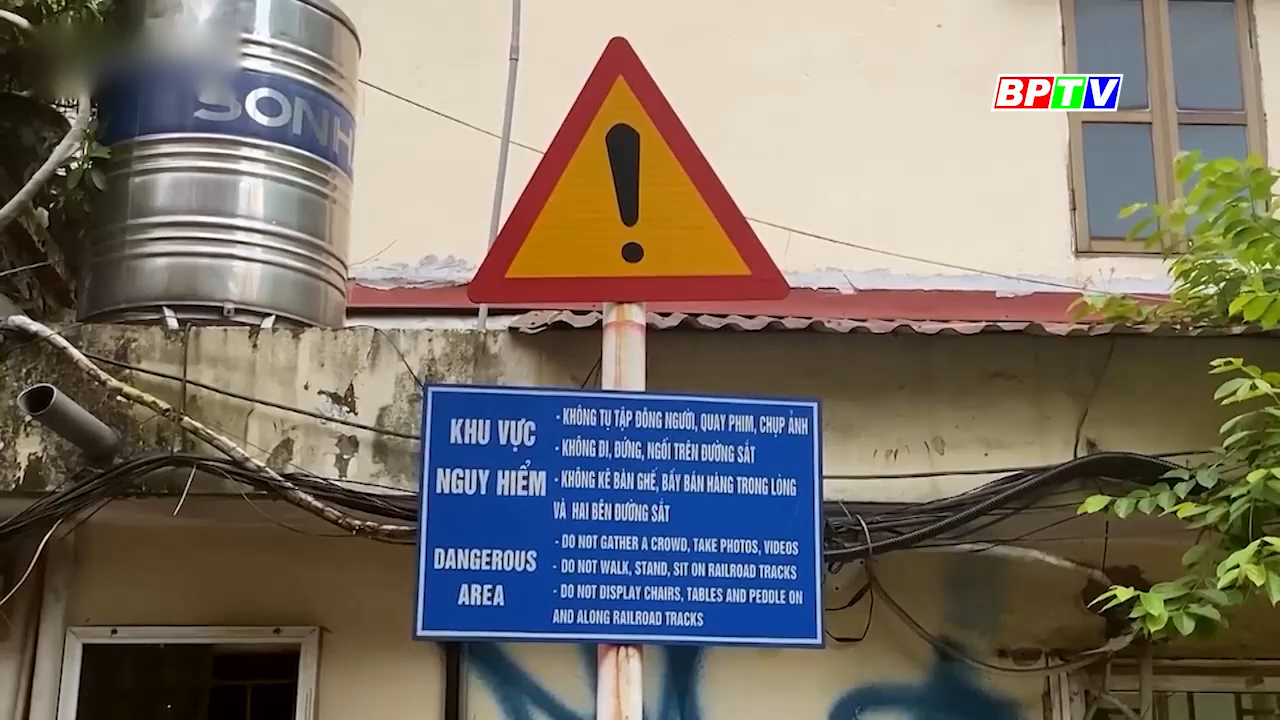 SONH
BPTV
KHU VỰC
NGUY HIỂM
- KHÔNG TỤ TẬP ĐÔNG NGƯỜI, QUAY PHIM, CHỤP ẢNH
- KHÔNG ĐI, ĐỨNG, NGỒI TRÊN ĐƯỜNG SẮT
- KHÔNG KÊ BÀN GHẾ, BẦY BÁN HÀNG TRONG LÒNG
VÀ HAI BÊN ĐƯỜNG SẮT
DANGEROUS
AREA
- DO NOT GATHER A CROWD, TAKE PHOTOS, VIDEOS
- DO NOT WALK, STAND, SIT ON RAILROAD TRACKS
- DO NOT DISPLAY CHAIRS, TABLES AND PEDDLE ON
AND ALONG RAILROAD TRACKS